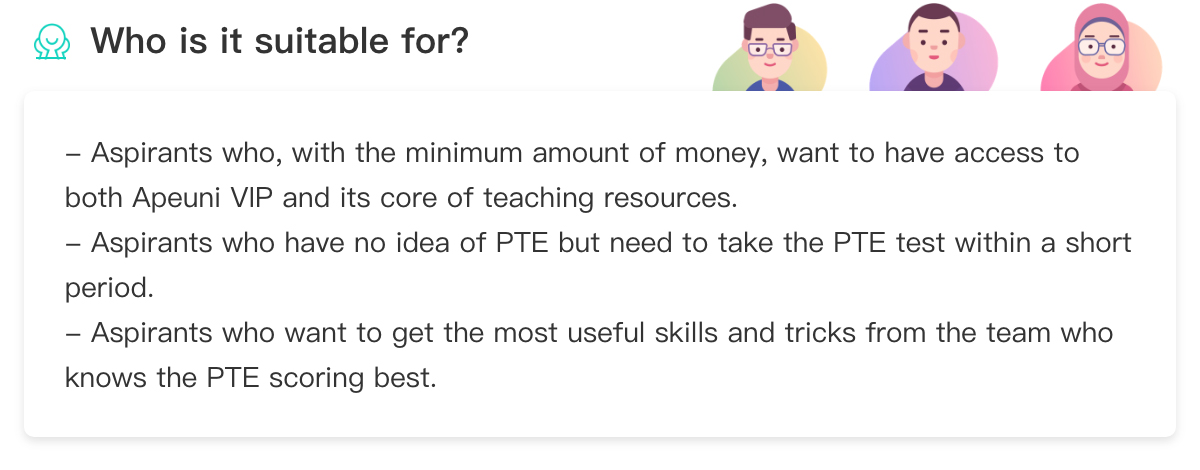 Who is it suitable for?
– Aspirants who, with the minimum amount of money, want to have access to
both Apeuni VIP and its core of teaching resources.
– Aspirants who have no idea of PTE but need to take the PTE test within a short
period.
– Aspirants who want to get the most useful skills and tricks from the team who
knows the PTE scoring best.